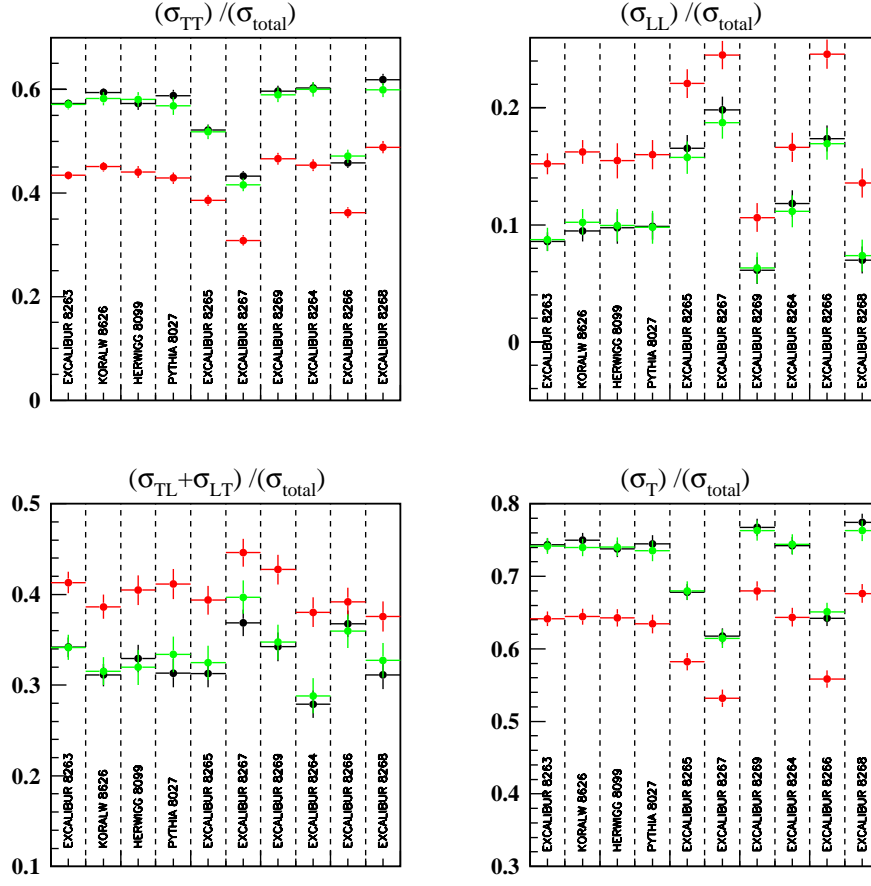 (σTT) /(σtotal)
0.6
0.4
0.2
0
EXCALIBUR 8263
KORALW 8626
HERWIGG 8099
PYTHIA 8027
EXCALIBUR 8265
EXCALIBUR 8267
EXCALIBUR 8269
EXCALIBUR 8264
EXCALIBUR 8266
EXCALIBUR 8268
(σLL) /(σtotal)
0.2
0.1
0
EXCALIBUR 8263
KORALW 8626
HERWIGG 8099
PYTHIA 8027
EXCALIBUR 8265
EXCALIBUR 8267
EXCALIBUR 8269
EXCALIBUR 8264
EXCALIBUR 8266
EXCALIBUR 8268
(σTL+σLT) /(σtotal)
0.5
0.4
0.3
0.2
0.1
EXCALIBUR 8263
KORALW 8626
HERWIGG 8099
PYTHIA 8027
EXCALIBUR 8265
EXCALIBUR 8267
EXCALIBUR 8269
EXCALIBUR 8264
EXCALIBUR 8266
EXCALIBUR 8268
(σT) /(σtotal)
0.8
0.7
0.6
0.5
0.4
0.3
EXCALIBUR 8263
KORALW 8626
HERWIGG 8099
PYTHIA 8027
EXCALIBUR 8265
EXCALIBUR 8267
EXCALIBUR 8269
EXCALIBUR 8264
EXCALIBUR 8266
EXCALIBUR 8268